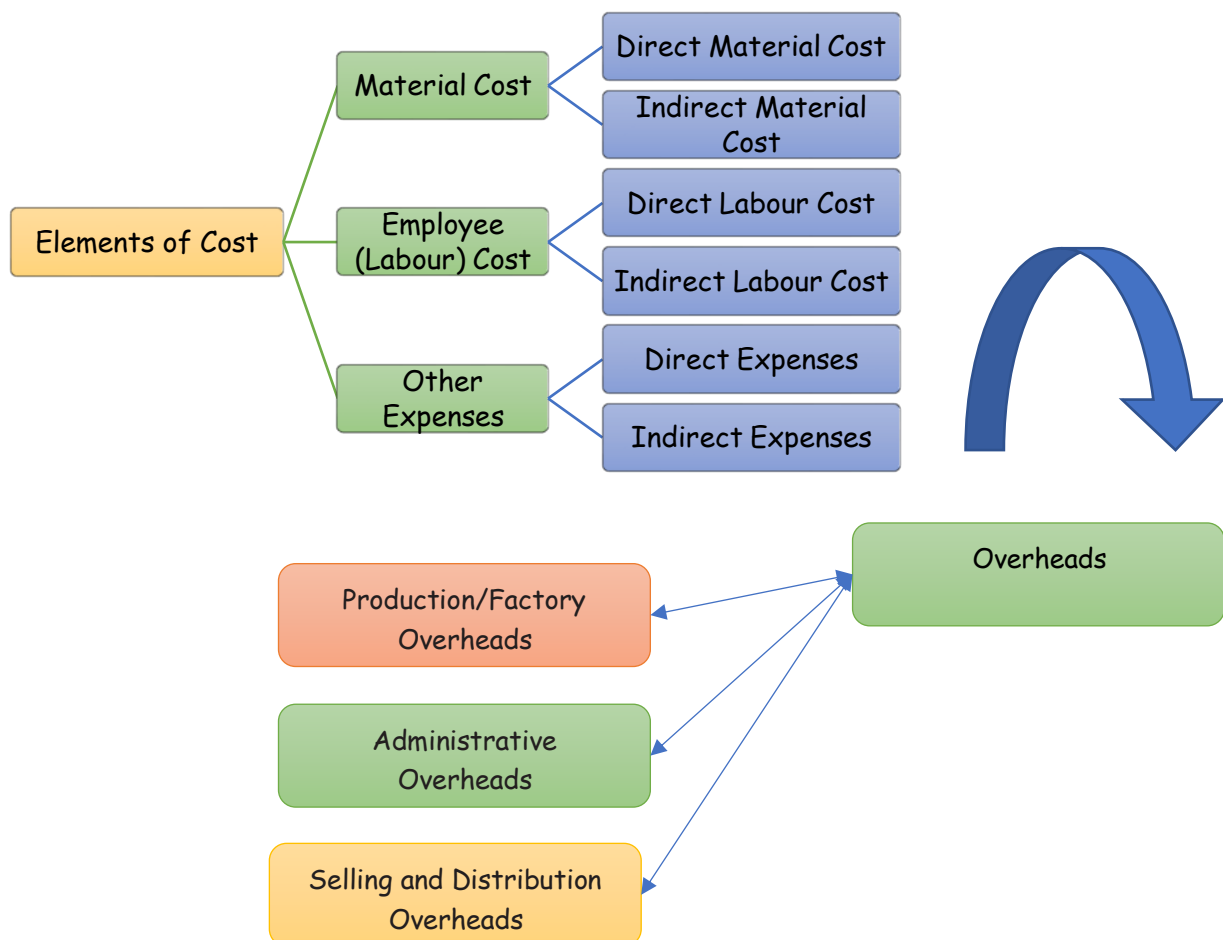 Direct Material Cost
Material Cost
Indirect Material
Cost
Direct Labour Cost
Elements of Cost
Employee
(Labour) Cost
Indirect Labour Cost
Direct Expenses
Other
Expenses
Indirect Expenses
Overheads
Production/Factory
Overheads
Administrative
Overheads
Selling and Distribution
Overheads